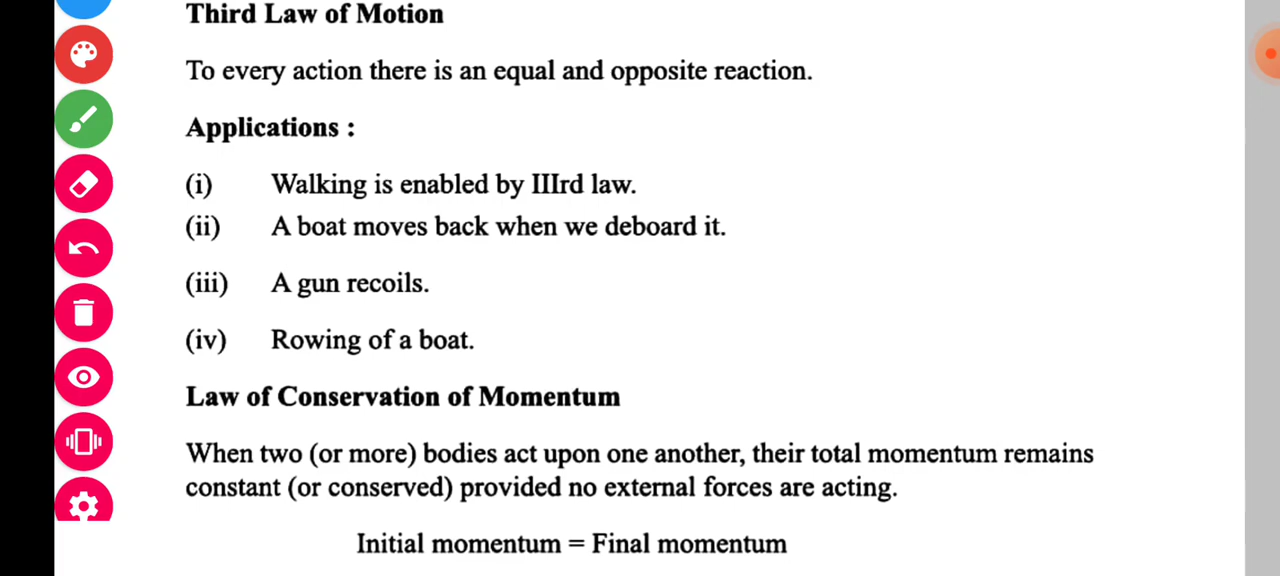 Third Law of Motion
To every action there is an equal and opposite reaction.
Applications :
(i) Walking is enabled by IIIrd law.
(ii) A boat moves back when we deboard it.
(iii) A gun recoils.
(iv) Rowing of a boat.
Law of Conservation of Momentum
When two (or more) bodies act upon one another, their total momentum remains
constant (or conserved) provided no external forces are acting.
Initial momentum = Final momentum